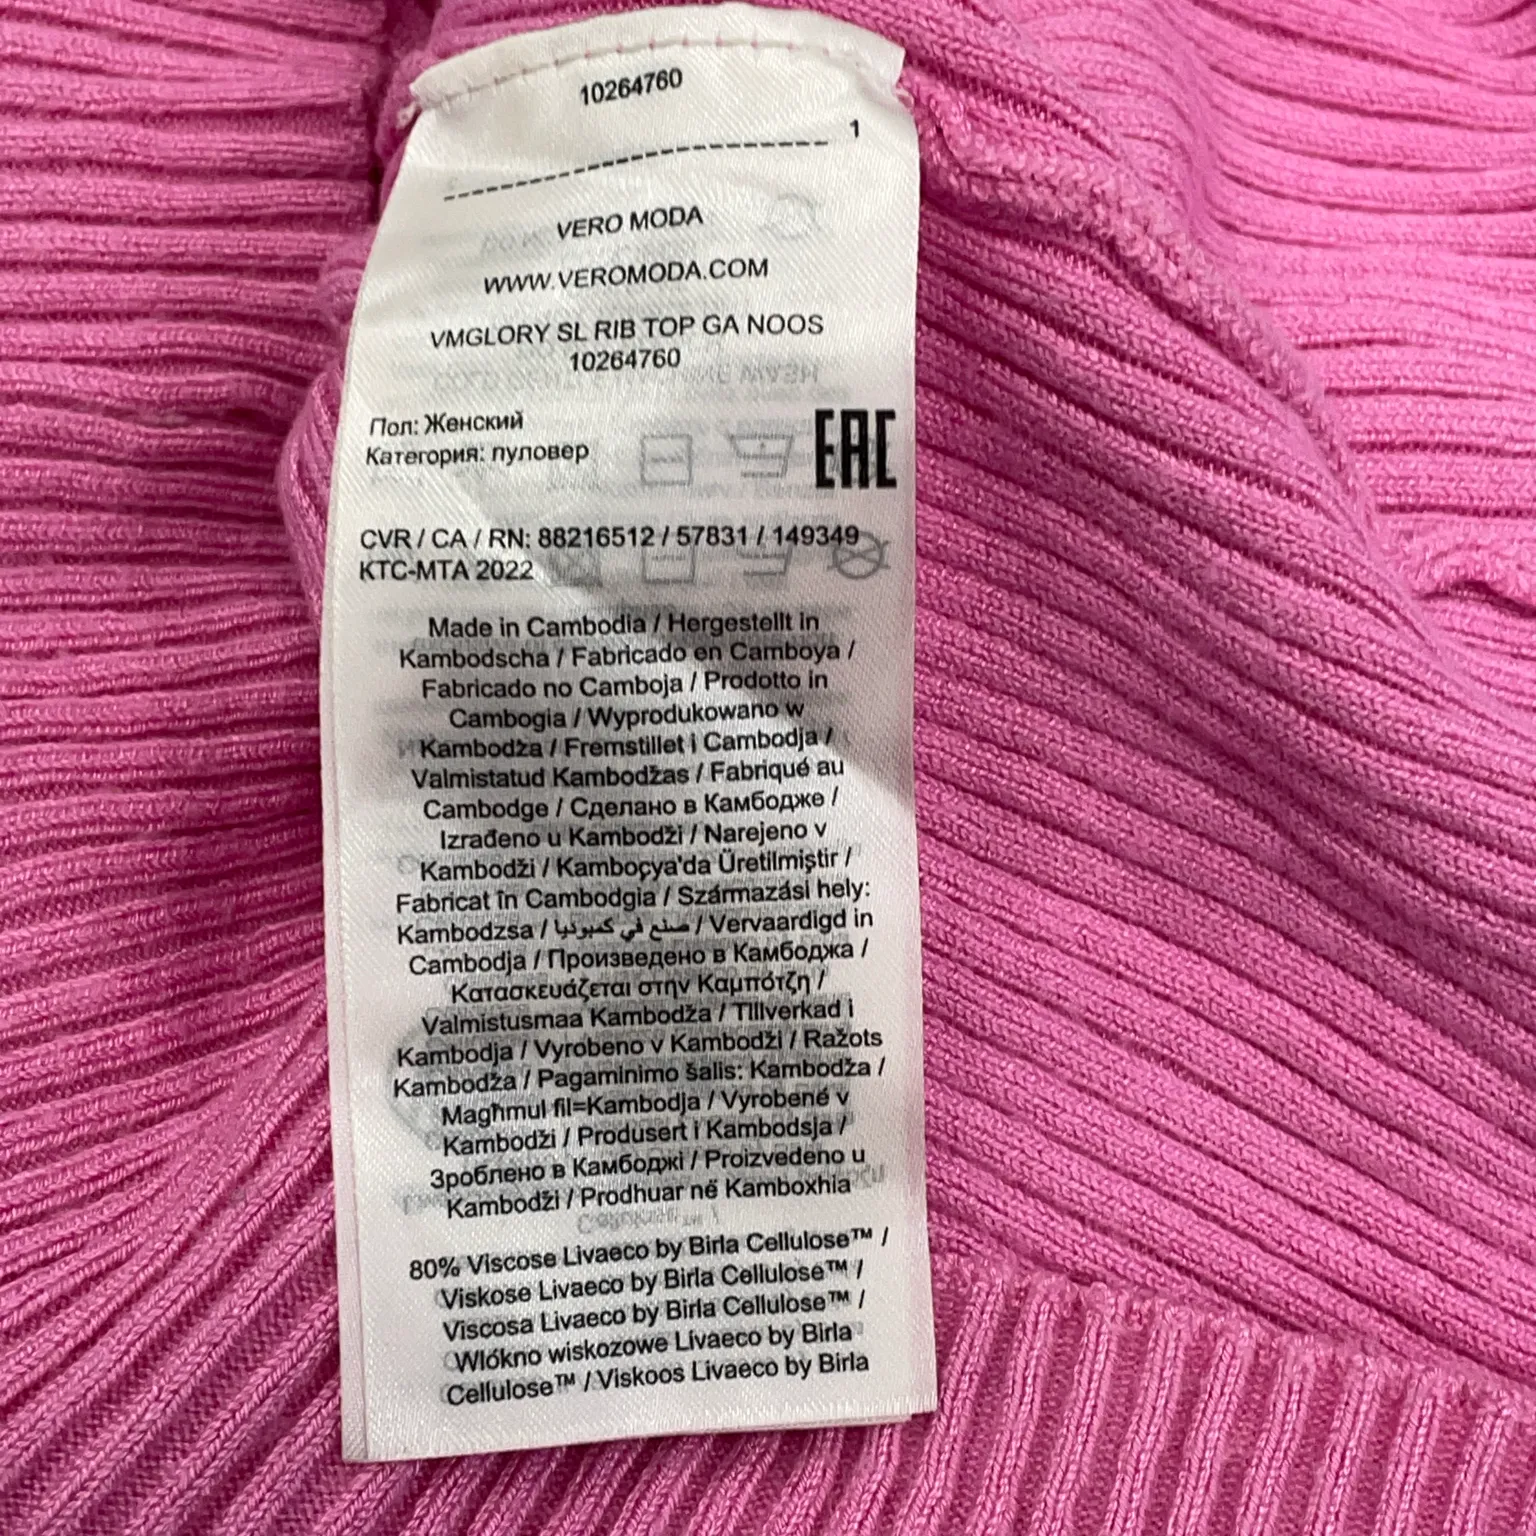 10264760
1
VERO MODA
WWW.VEROMODA.COM
VMGLORY SL RIB TOP GA NOOS
10264760
Пол: Женский
Категория: пуловер
EAC
CVR / CA / RN: 88216512 / 57831 / 149349
KTC-MTA 2022
Made in Cambodia / Hergestellt in
Kambodscha / Fabricado en Camboya /
Fabricado no Camboja / Prodotto in
Cambogia / Wyprodukowano w
Kambodża / Fremstillet i Cambodja /
Valmistatud Kambodžas / Fabriqué au
Cambodge / Сделано в Камбодже /
Izrađeno u Kambodži / Narejeno v
Kambodži / Kamboçya'da Üretilmiştir /
Fabricat în Cambodgia / Származási hely:
Kambodzsa / صنع في كمبوديا / Vervaardigd in
Cambodja / Произведено в Камбоджа /
Κατασκευάζεται στην Καμπότζη /
Valmistusmaa Kambodža / Tillverkad i
Kambodja / Vyrobeno v Kambodži / Ražots
Kambodža / Pagaminimo šalis: Kambodža /
Magħmul fil=Kambodja / Vyrobené v
Kambodži / Produsert i Kambodsja /
Зроблено в Камбоджі / Proizvedeno u
Kambodži / Prodhuar në Kamboxhia
80% Viscose Livaeco by Birla Cellulose™ /
Viskose Livaeco by Birla Cellulose™ /
Viscosa Livaeco by Birla Cellulose™ /
Wlókno wiskozowe Livaeco by Birla
Cellulose™ / Viskoos Livaeco by Birla